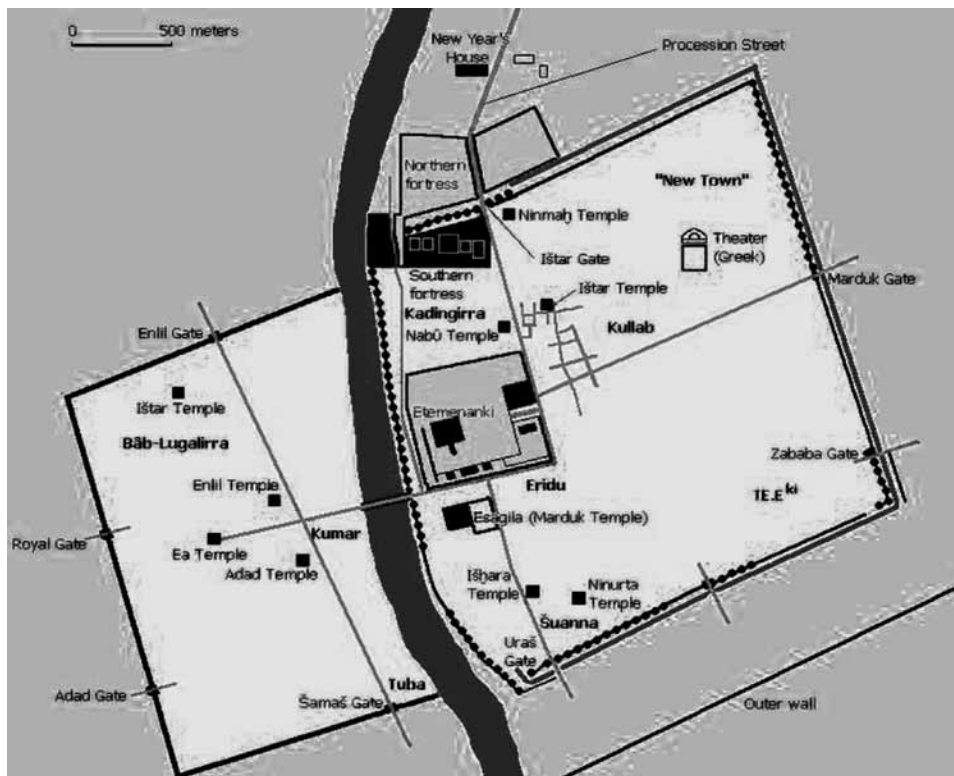 0 500 meters
New Year's
House
Procession Street
Northern
fortress
"New Town"
Ninmaḫ Temple
Theater
(Greek)
Ištar Gate
Southern
fortress
Ištar Temple
Marduk Gate
Kadingirra
Kullab
Enlil Gate
Nabû Temple
Ištar Temple
Etemenanki
Bâb-Lugalirra
Zababa Gate
Enlil Temple
Eridu
TE.E ki
Esagila (Marduk Temple)
Kumar
Royal Gate
Ea Temple
Adad Temple
Išḫara
Temple
Ninurta
Temple
Šuanna
Uraš
Gate
Tuba
Adad Gate
Šamaš Gate
Outer wall